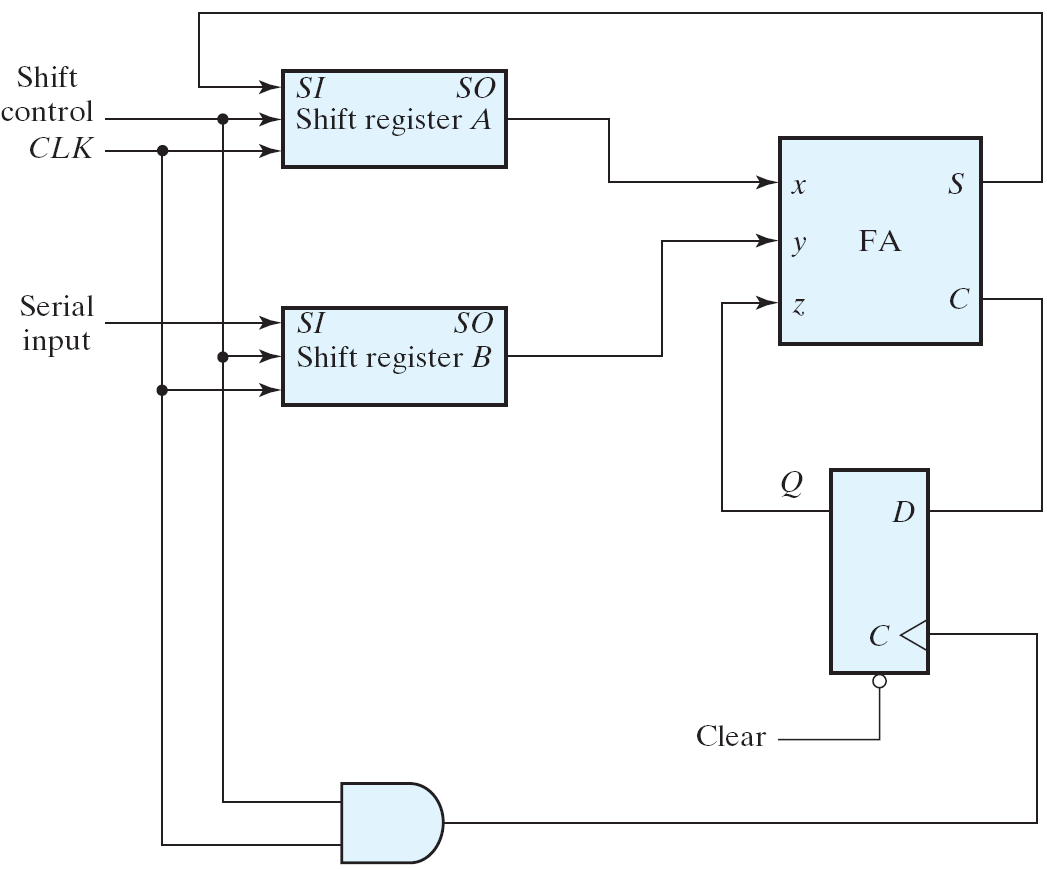 Shift
control
CLK
SI SO
Shift register A
Serial
input
SI SO
Shift register B
x S
y FA
z C
Q
D
C
Clear